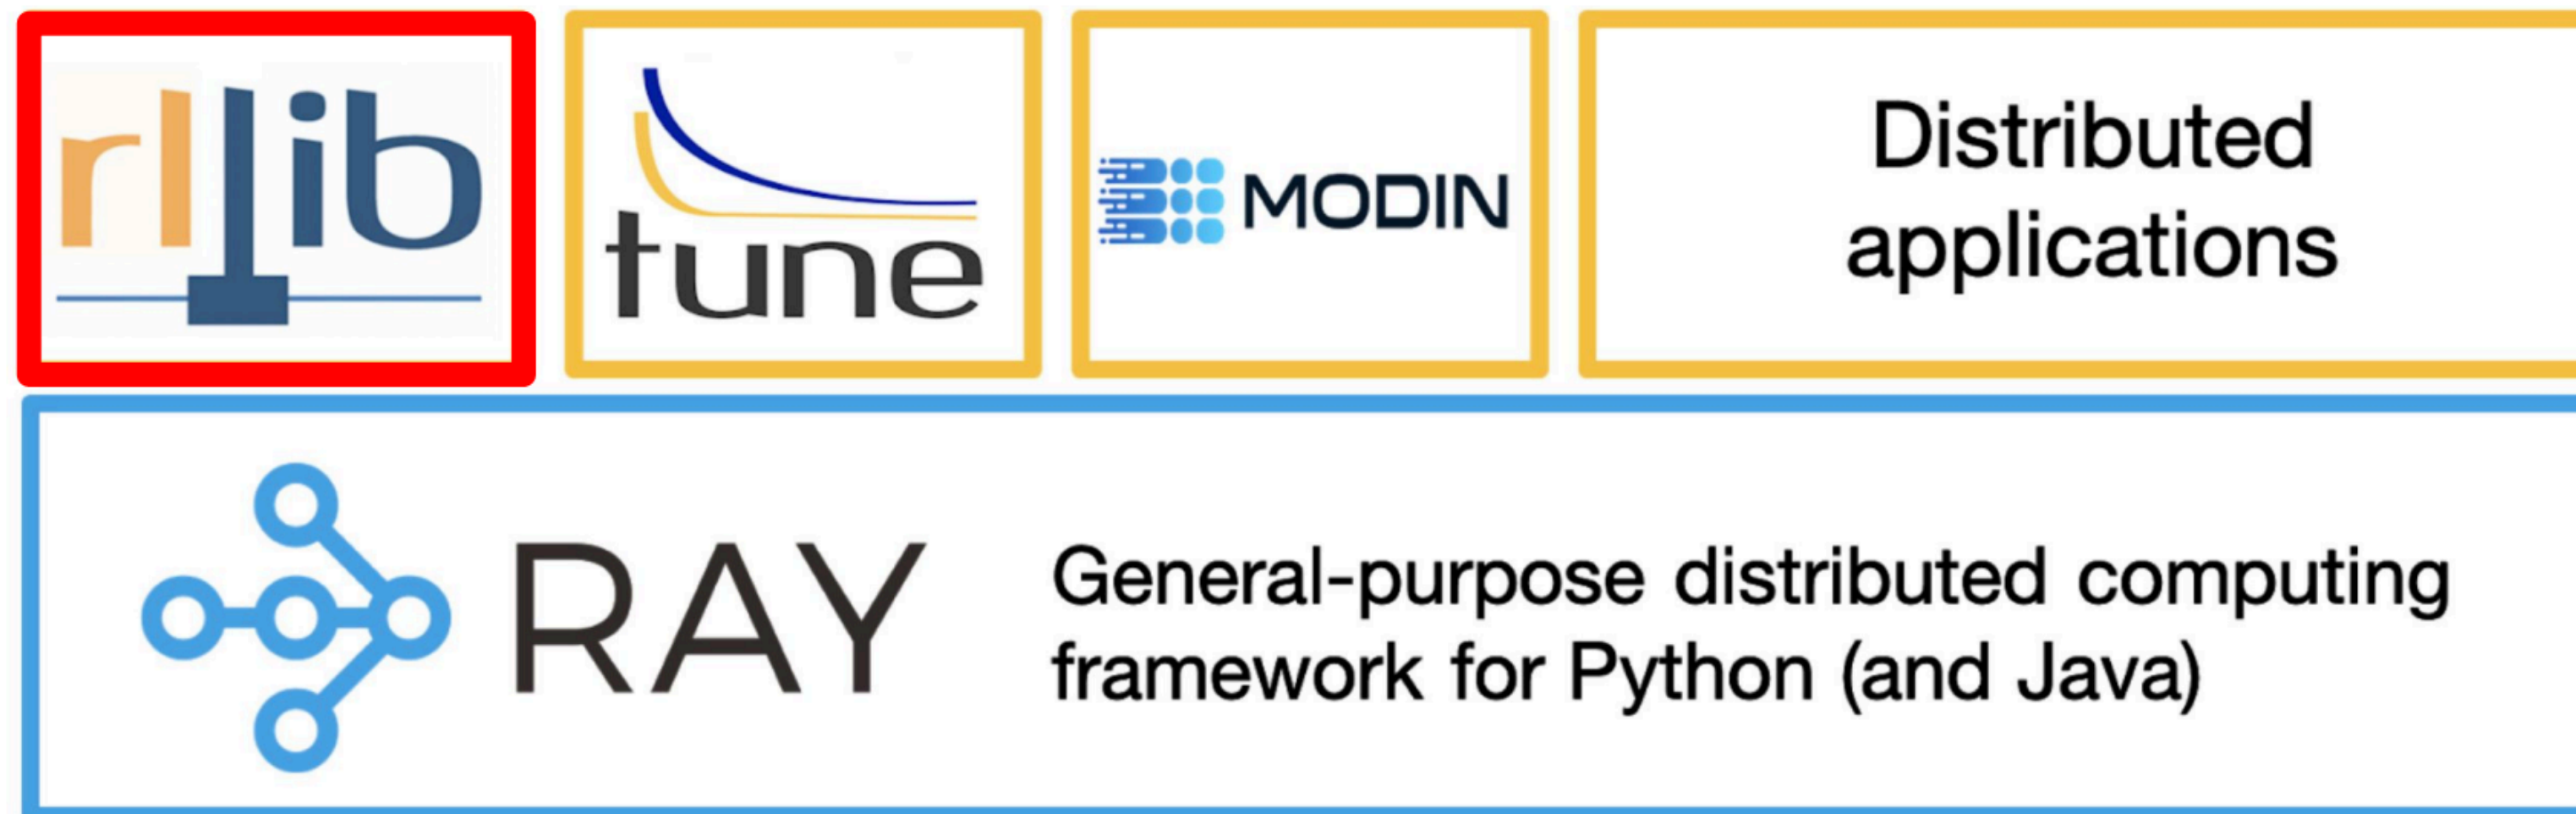 rllib
tune
MODIN
Distributed
applications
RAY
General-purpose distributed computing
framework for Python (and Java)